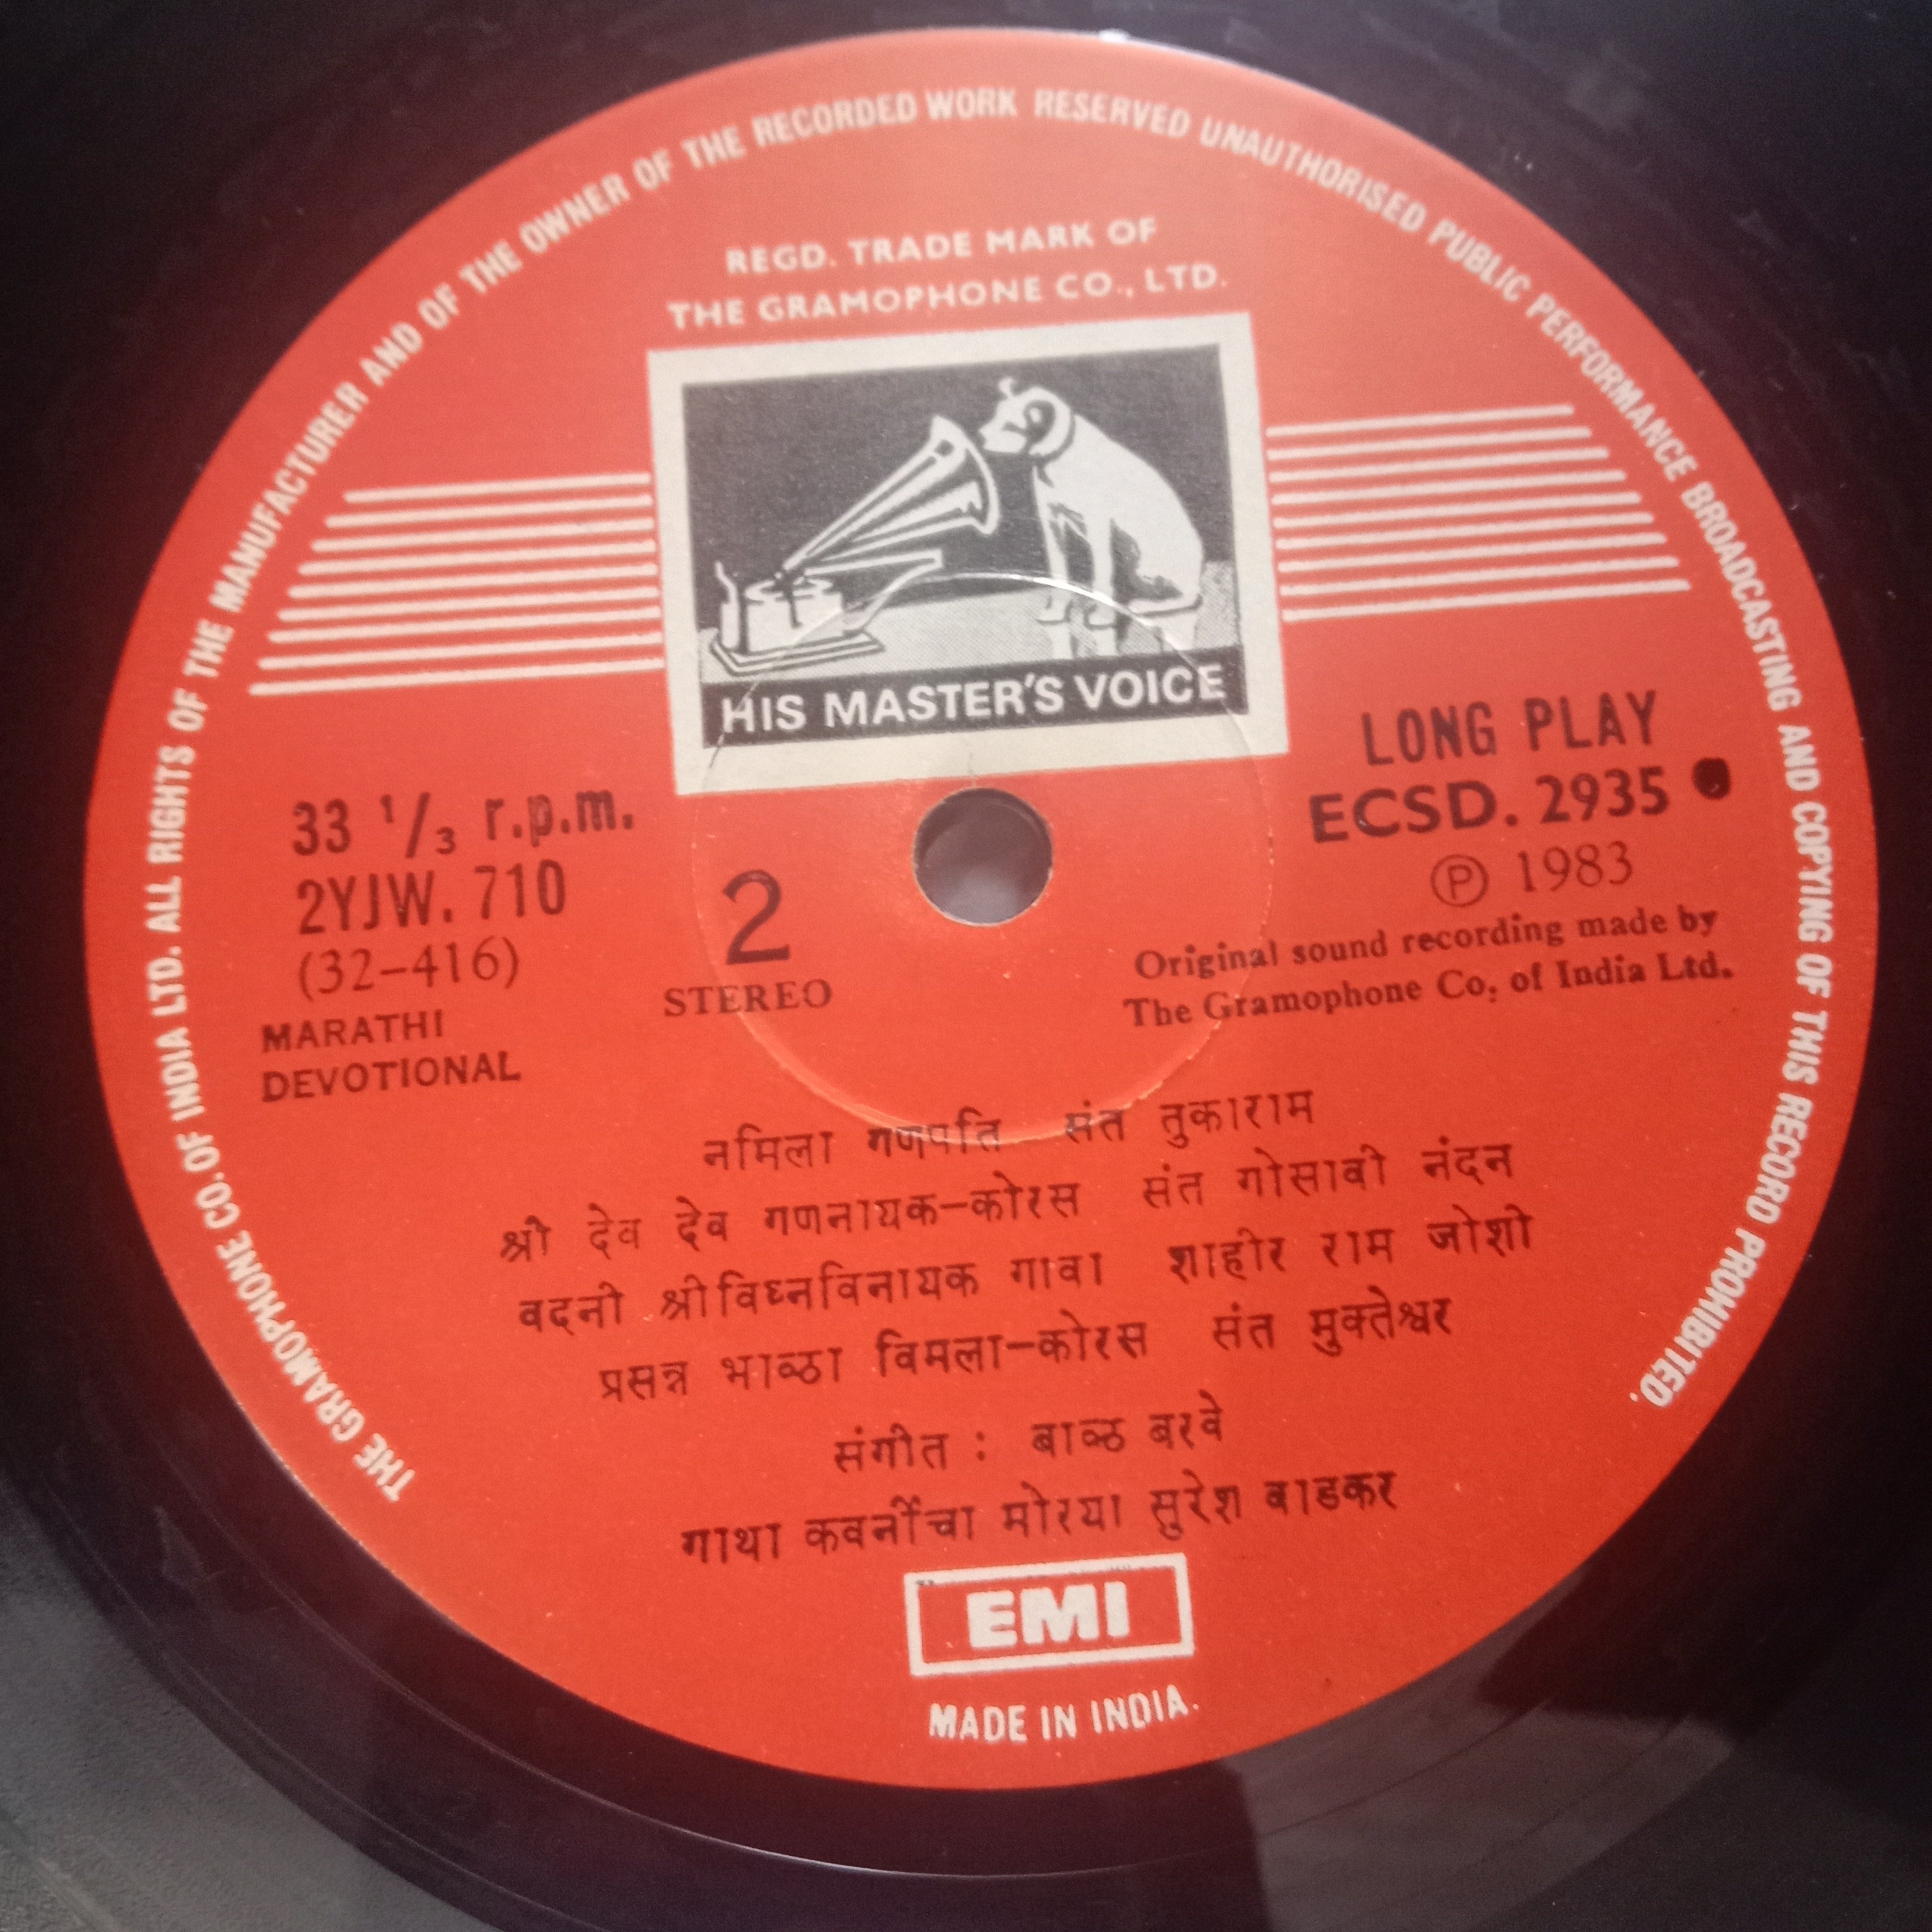 THE GRAMOPHONE CO. OF INDIA LTD. ALL RIGHTS OF THE MANUFACTURER AND OF THE OWNER OF THE RECORDED WORK RESERVED UNAUTHORISED PUBLIC PERFORMANCE BROADCASTING AND COPYING OF THIS RECORD PROHIBITED.
REGD. TRADE MARK OF
THE GRAMOPHONE CO., LTD.
HIS MASTER'S VOICE
33 1/3 r.p.m.
2YJW. 710
(32-416)
MARATHI
DEVOTIONAL
2
STEREO
LONG PLAY
ECSD. 2935
℗ 1983
Original sound recording made by
The Gramophone Co. of India Ltd.
नमिला गणपति संत तुकाराम
श्री देव देव गणनायक-कोरस संत गोसावी नंदन
वदनी श्रीविघ्नविनायक गावा शाहीर राम जोशी
प्रसन्न भाळा विमला-कोरस संत मुक्तेश्वर
संगीत : बाळ बरवे
गाथा कवनींचा मोरया सुरेश वाडकर
EMI
MADE IN INDIA.